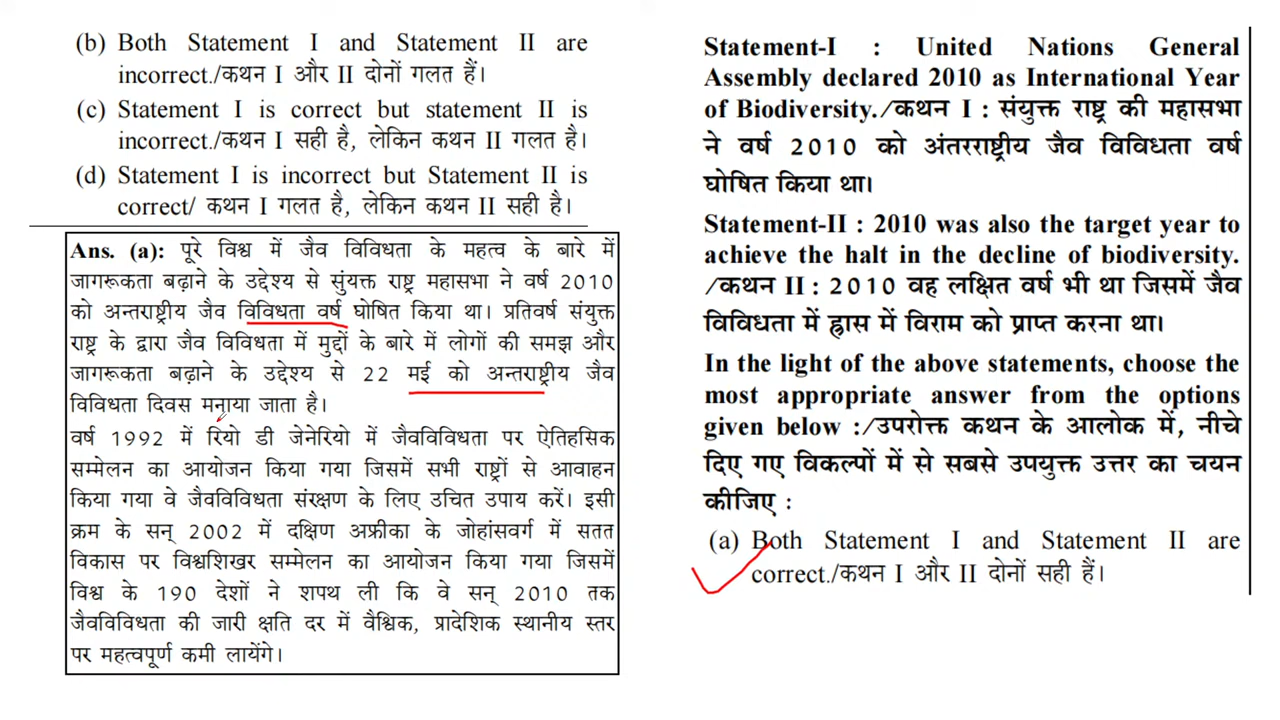 (b) Both Statement I and Statement II are
incorrect./कथन I और II दोनों गलत हैं।
(c) Statement I is correct but statement II is
incorrect./कथन I सही है, लेकिन कथन II गलत है।
(d) Statement I is incorrect but Statement II is
correct/ कथन I गलत है, लेकिन कथन II सही है।
Ans. (a): पूरे विश्व में जैव विविधता के महत्व के बारे में
जागरूकता बढ़ाने के उद्देश्य से सुंयक्त राष्ट्र महासभा ने वर्ष 2010
को अन्तराष्ट्रीय जैव विविधता वर्ष घोषित किया था। प्रतिवर्ष संयुक्त
राष्ट्र के द्वारा जैव विविधता में मुद्दों के बारे में लोगों की समझ और
जागरूकता बढ़ाने के उद्देश्य से 22 मई को अन्तराष्ट्रीय जैव
विविधता दिवस मनाया जाता है।
वर्ष 1992 में रियो डी जेनेरियो में जैवविविधता पर ऐतिहसिक
सम्मेलन का आयोजन किया गया जिसमें सभी राष्ट्रों से आवाहन
किया गया वे जैवविविधता संरक्षण के लिए उचित उपाय करें। इसी
क्रम के सन् 2002 में दक्षिण अफ्रीका के जोहांसवर्ग में सतत
विकास पर विश्वशिखर सम्मेलन का आयोजन किया गया जिसमें
विश्व के 190 देशों ने शपथ ली कि वे सन् 2010 तक
जैवविविधता की जारी क्षति दर में वैश्विक, प्रादेशिक स्थानीय स्तर
पर महत्वपूर्ण कमी लायेंगे।
Statement-I : United Nations General
Assembly declared 2010 as International Year
of Biodiversity./कथन I : संयुक्त राष्ट्र की महासभा
ने वर्ष 2010 को अंतरराष्ट्रीय जैव विविधता वर्ष
घोषित किया था।
Statement-II : 2010 was also the target year to
achieve the halt in the decline of biodiversity.
/कथन II : 2010 वह लक्षित वर्ष भी था जिसमें जैव
विविधता में ह्रास में विराम को प्राप्त करना था।
In the light of the above statements, choose the
most appropriate answer from the options
given below :/उपरोक्त कथन के आलोक में, नीचे
दिए गए विकल्पों में से सबसे उपयुक्त उत्तर का चयन
कीजिए :
(a) Both Statement I and Statement II are
correct./कथन I और II दोनों सही हैं।